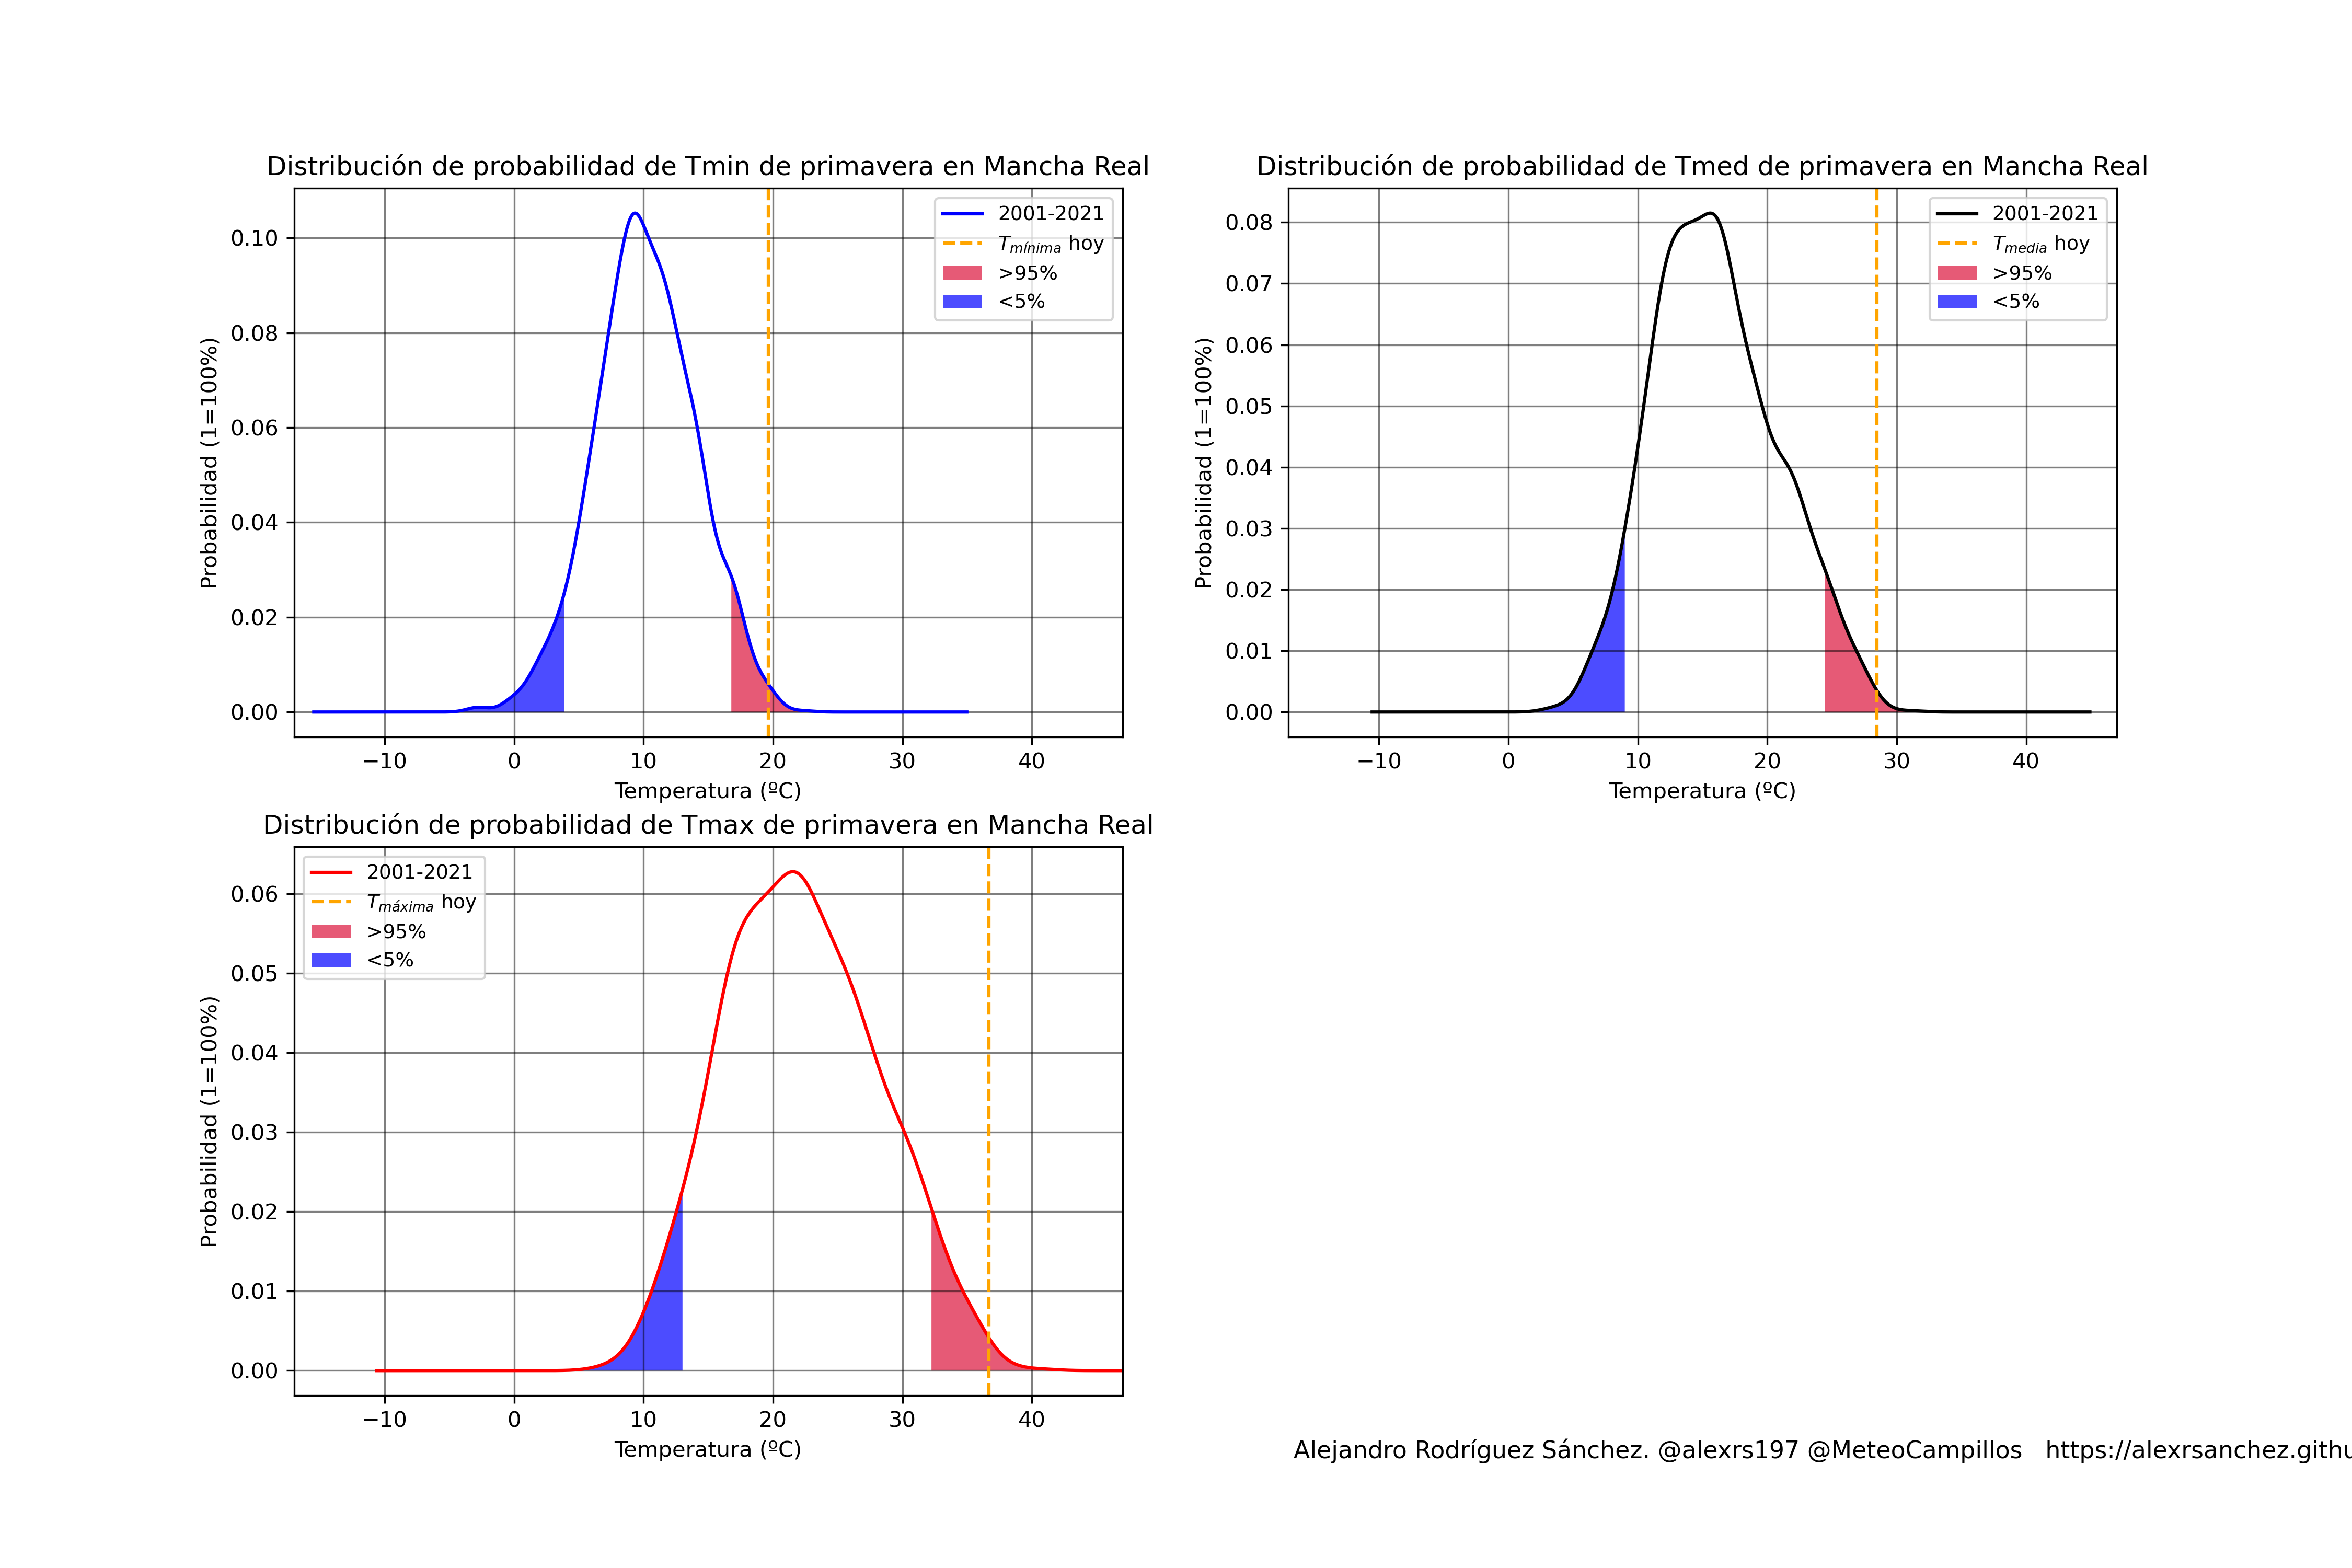 Distribución de probabilidad de Tmin de primavera en Mancha Real
Probabilidad (1=100%)
0.10
0.08
0.06
0.04
0.02
0.00
2001-2021
Tmínima hoy
>95%
<5%
−10 0 10 20 30 40
Temperatura (ºC)
Distribución de probabilidad de Tmed de primavera en Mancha Real
Probabilidad (1=100%)
0.08
0.07
0.06
0.05
0.04
0.03
0.02
0.01
0.00
2001-2021
Tmedia hoy
>95%
<5%
−10 0 10 20 30 40
Temperatura (ºC)
Distribución de probabilidad de Tmax de primavera en Mancha Real
Probabilidad (1=100%)
0.06
0.05
0.04
0.03
0.02
0.01
0.00
2001-2021
Tmáxima hoy
>95%
<5%
−10 0 10 20 30 40
Temperatura (ºC)
Alejandro Rodríguez Sánchez. @alexrs197 @MeteoCampillos https://alexrsanchez.githu